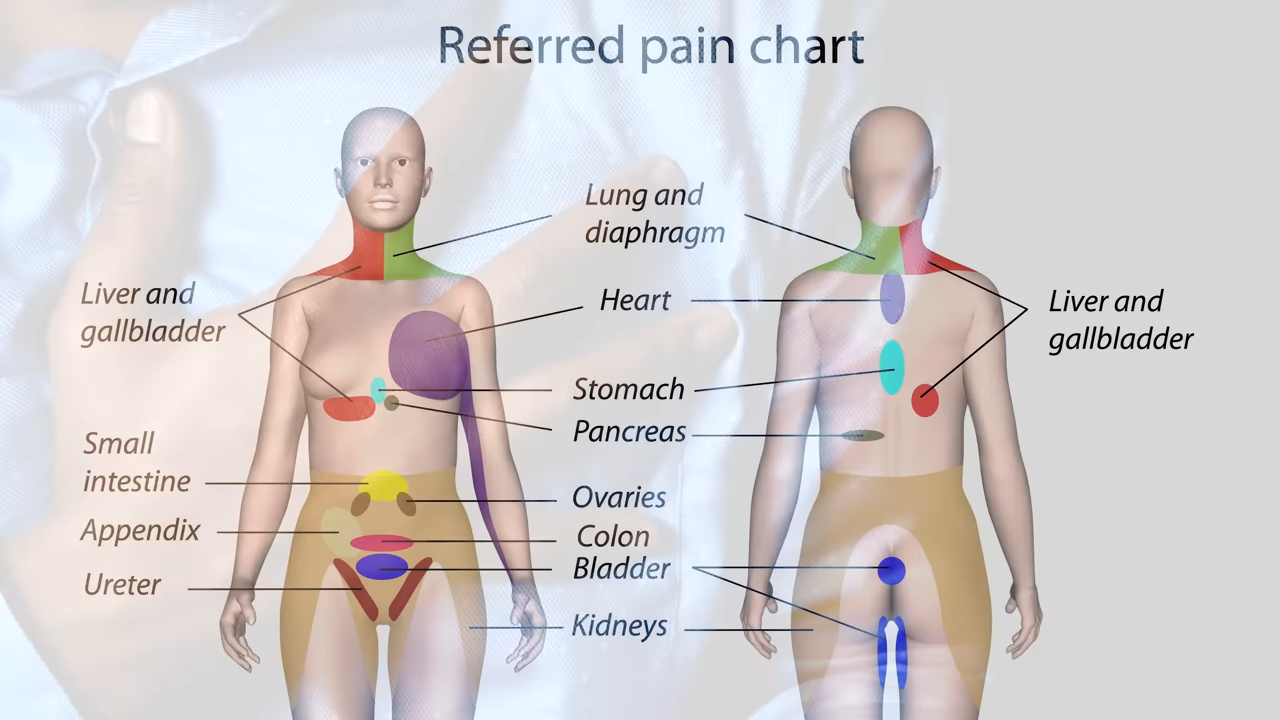 Referred pain chart
Lung and
diaphragm
Liver and
gallbladder
Heart
Liver and
gallbladder
Stomach
Pancreas
Small
intestine
Ovaries
Appendix
Colon
Bladder
Ureter
Kidneys